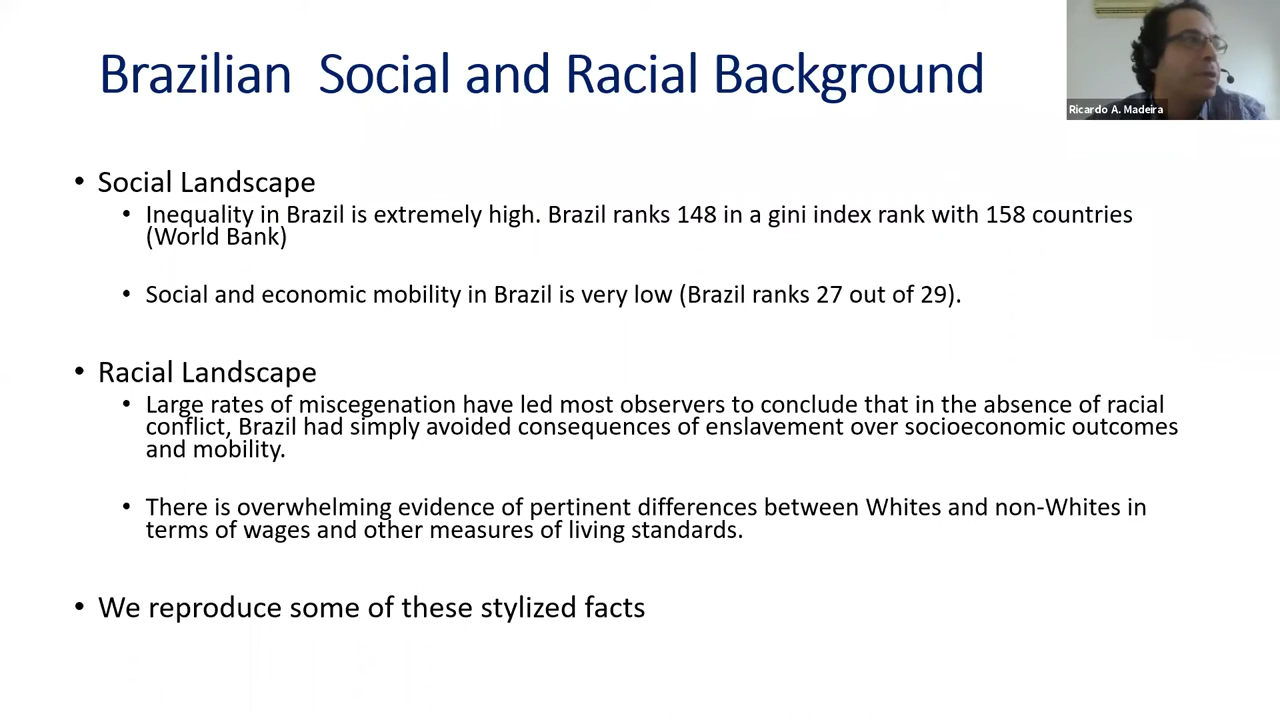 Brazilian Social and Racial Background
Ricardo A. Madeira
• Social Landscape
• Inequality in Brazil is extremely high. Brazil ranks 148 in a gini index rank with 158 countries
(World Bank)
• Social and economic mobility in Brazil is very low (Brazil ranks 27 out of 29).
• Racial Landscape
• Large rates of miscegenation have led most observers to conclude that in the absence of racial
conflict, Brazil had simply avoided consequences of enslavement over socioeconomic outcomes
and mobility.
• There is overwhelming evidence of pertinent differences between Whites and non-Whites in
terms of wages and other measures of living standards.
• We reproduce some of these stylized facts